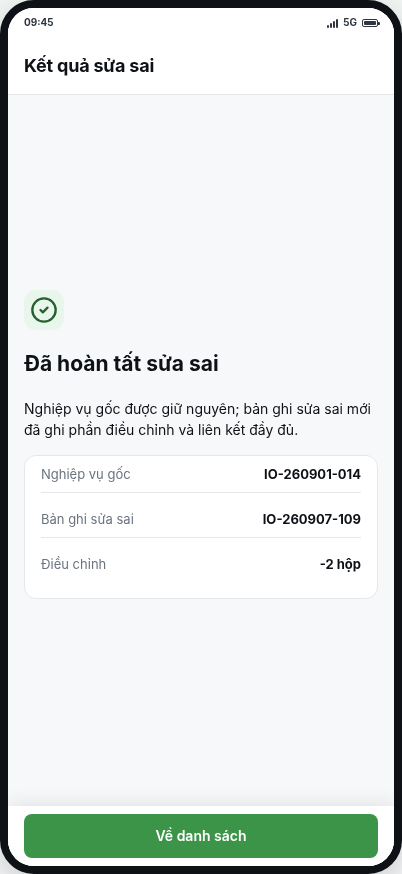 09:45
5G
Kết quả sửa sai
Đã hoàn tất sửa sai
Nghiệp vụ gốc được giữ nguyên; bản ghi sửa sai mới
đã ghi phần điều chỉnh và liên kết đầy đủ.
Nghiệp vụ gốc IO-260901-014
Bản ghi sửa sai IO-260907-109
Điều chỉnh -2 hộp
Về danh sách